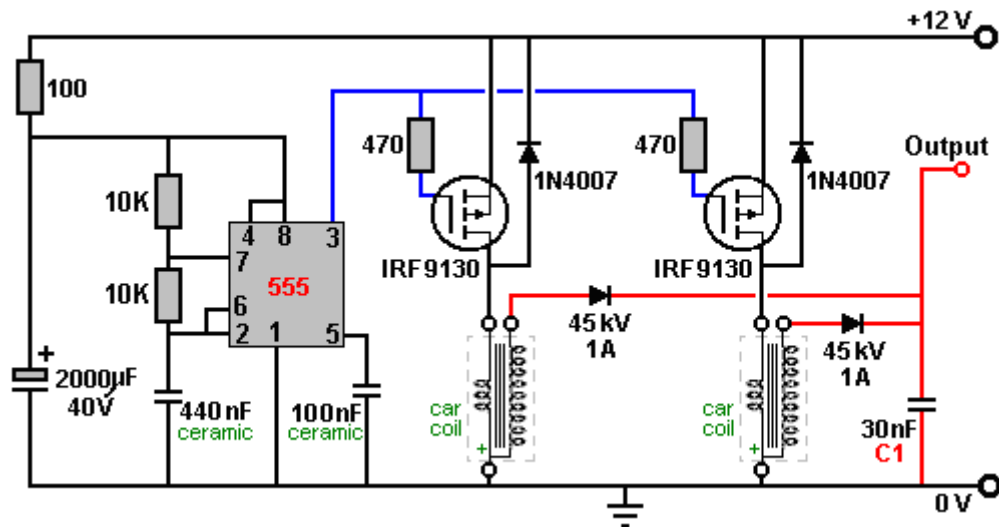 +12 V
100
470
470
Output
1N4007
1N4007
10K
4 8 3
7
IRF9130
IRF9130
10K
555
6
2 1 5
45 kV
1A
45 kV
1A
+
2000µF
40V
440 nF
ceramic
100nF
ceramic
car
coil
+
car
coil
+
30nF
C1
0 V